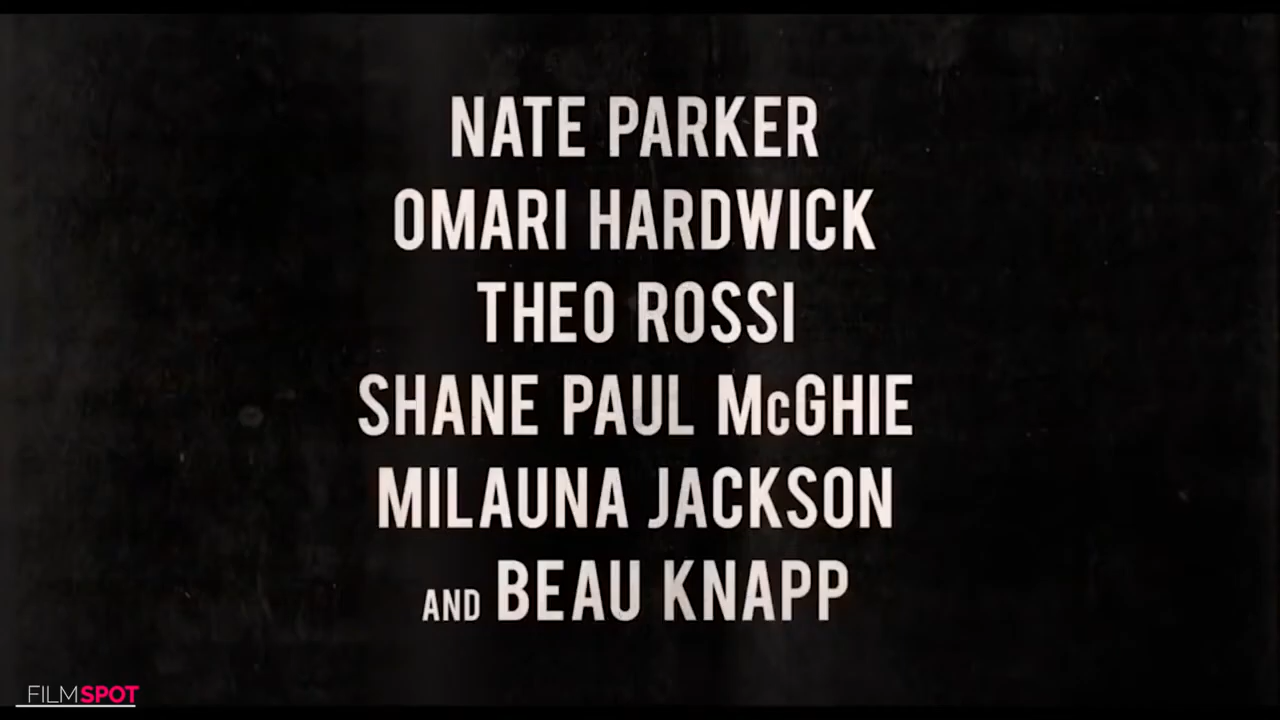 NATE PARKER
OMARI HARDWICK
THEO ROSSI
SHANE PAUL McGHIE
MILAUNA JACKSON
AND BEAU KNAPP
FILMSPOT